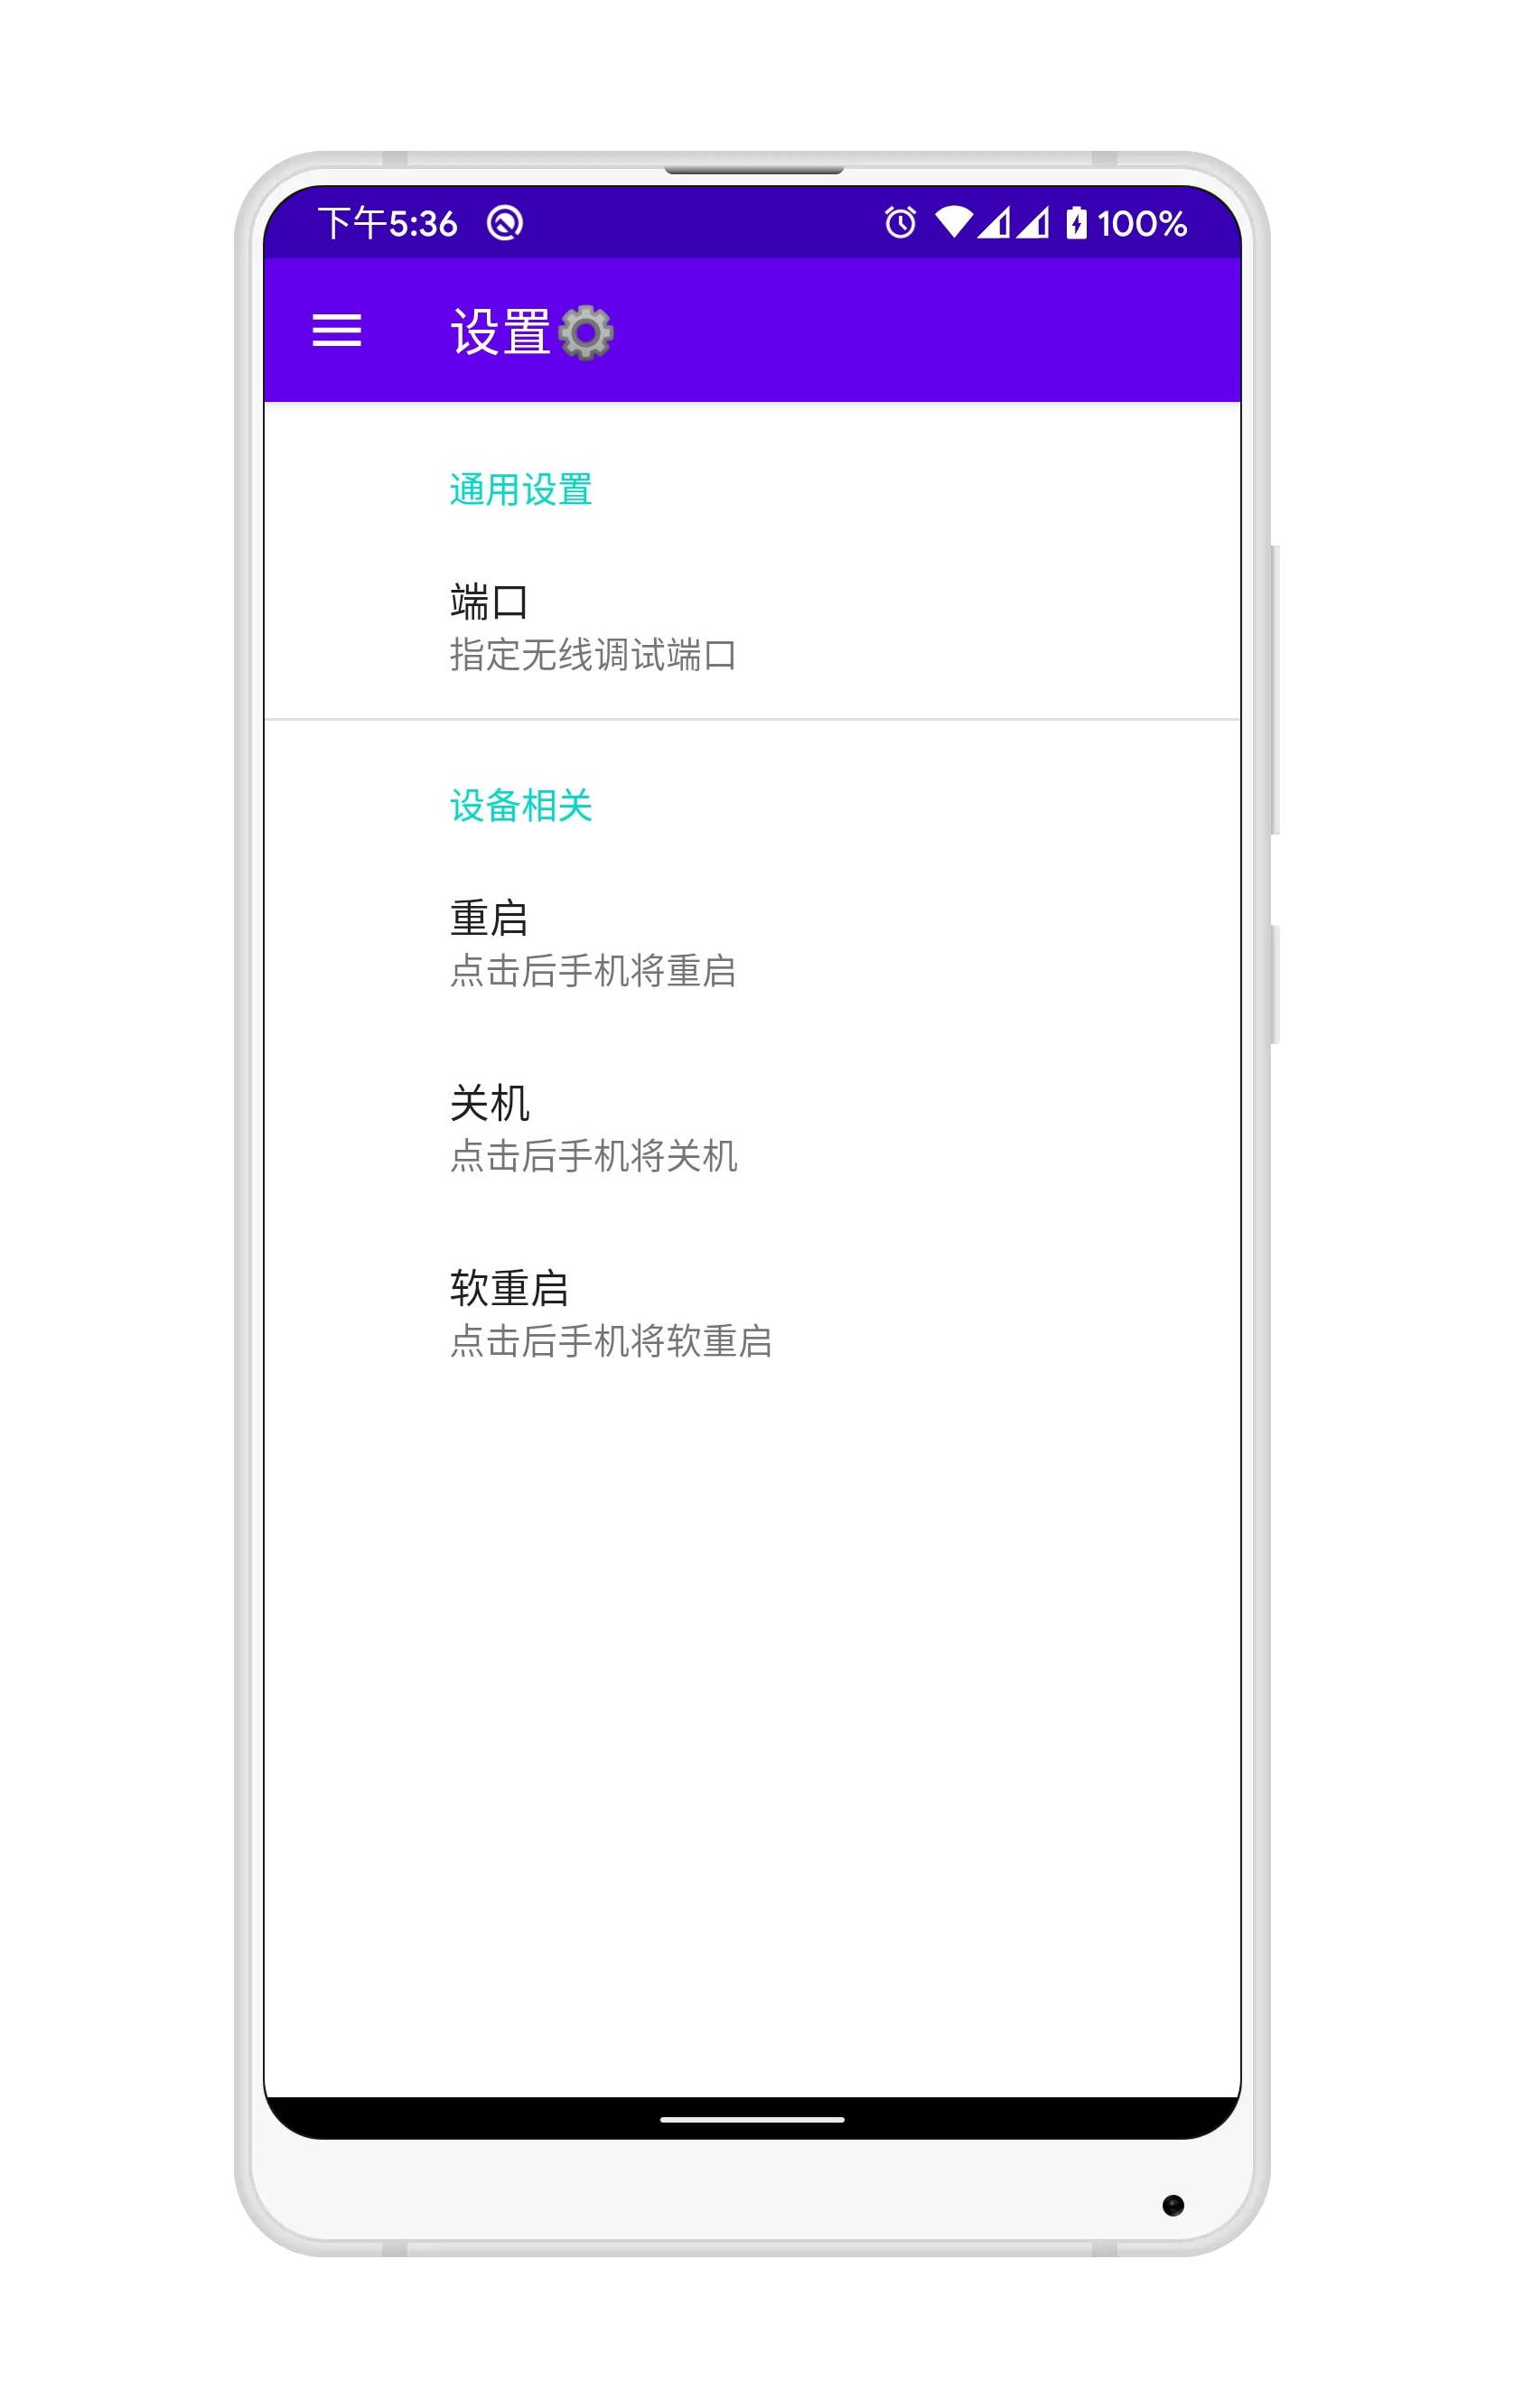 下午5:36 100%
设置⚙
通用设置
端口
指定无线调试端口
设备相关
重启
点击后手机将重启
关机
点击后手机将关机
软重启
点击后手机将软重启